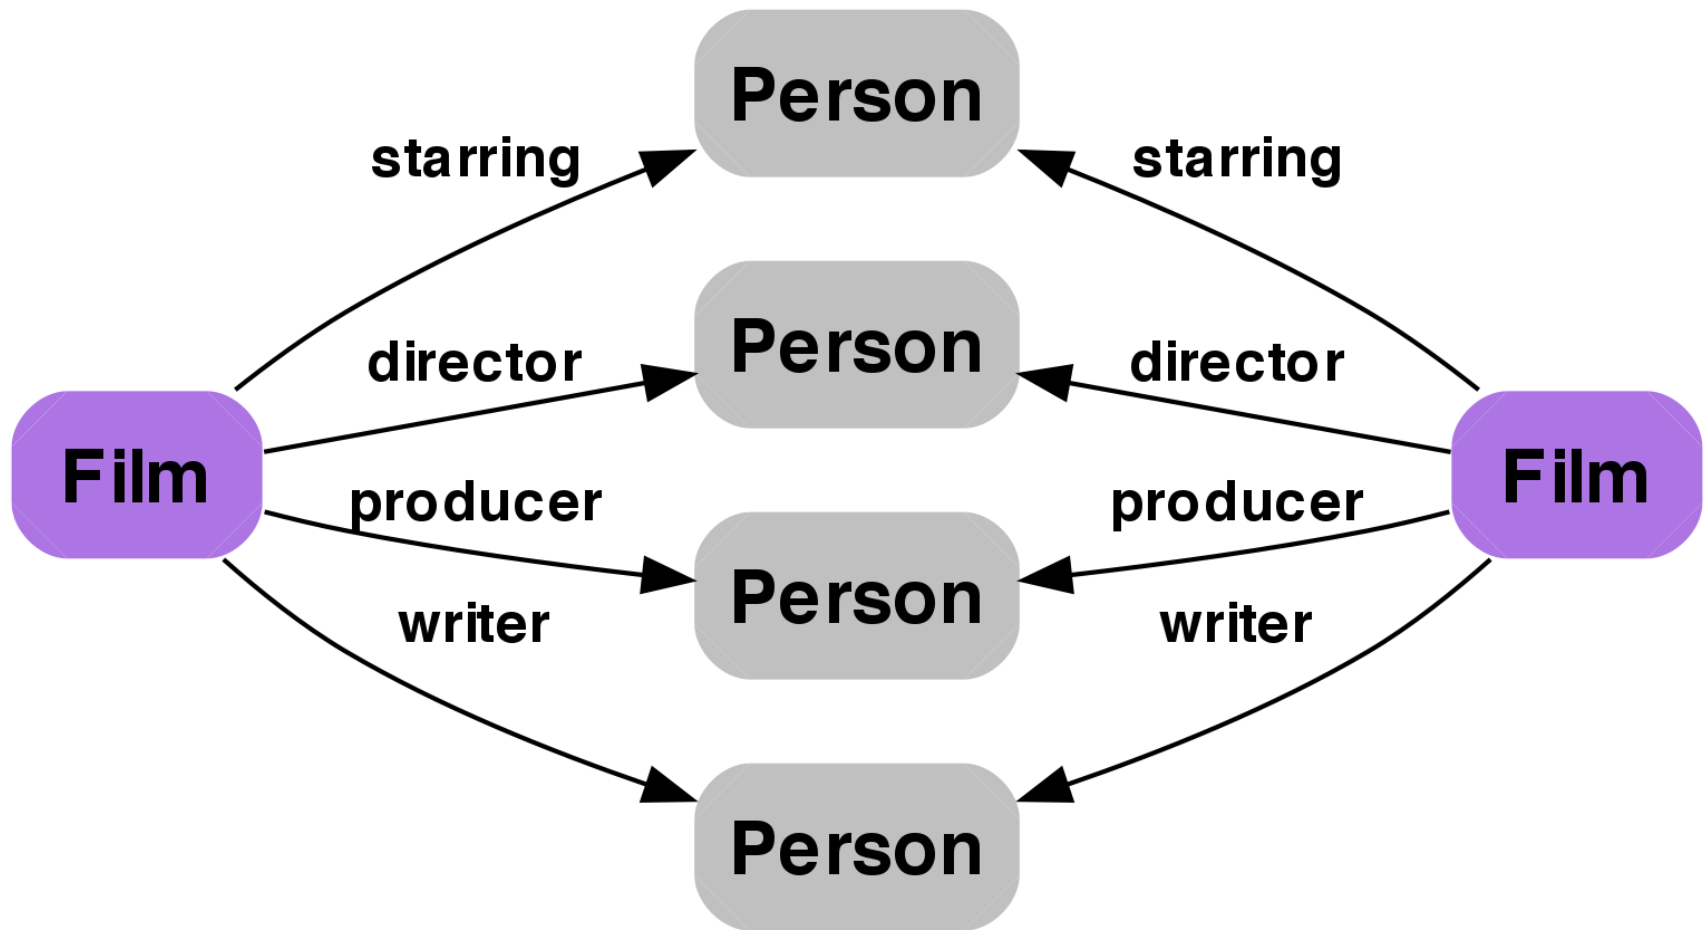 Person
starring
starring
Person
director
director
Film
Film
producer
producer
Person
writer
writer
Person